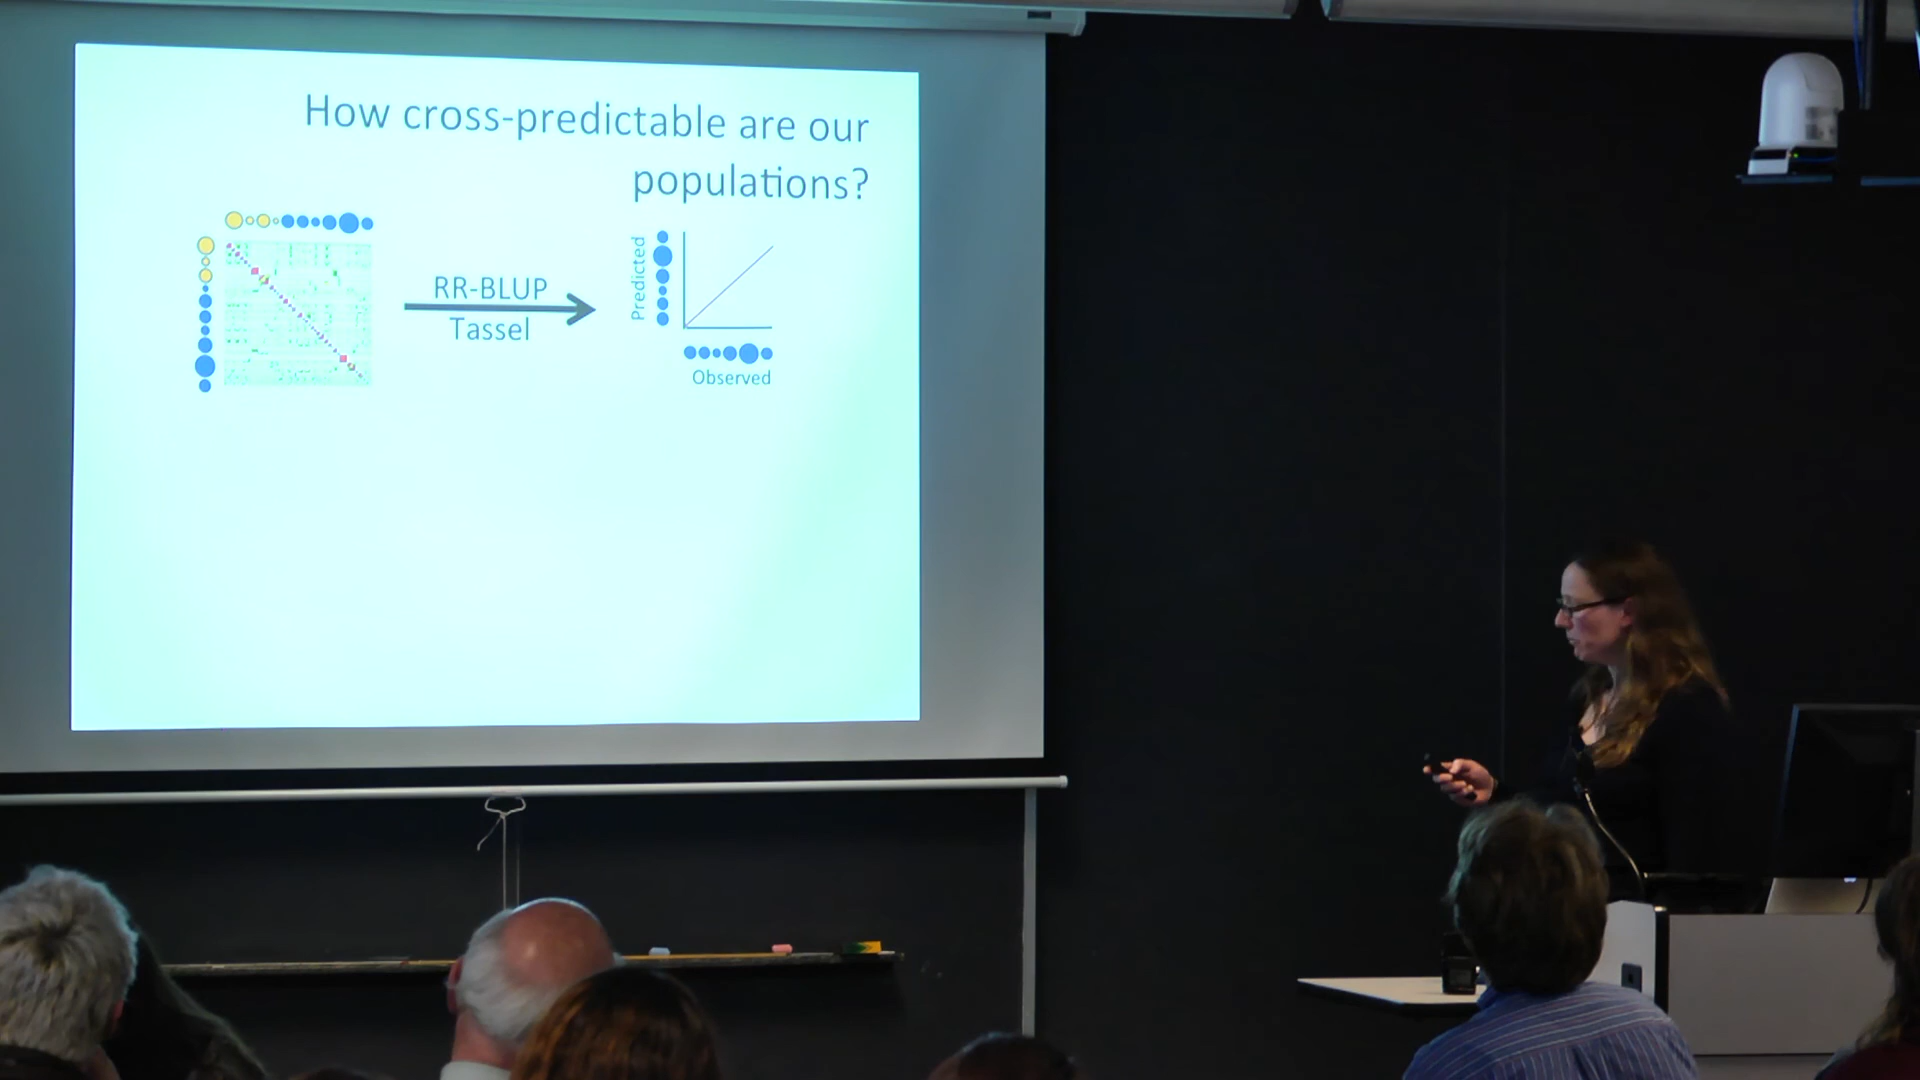 How cross-predictable are our
populations?
RR-BLUP
Tassel
Predicted
Observed